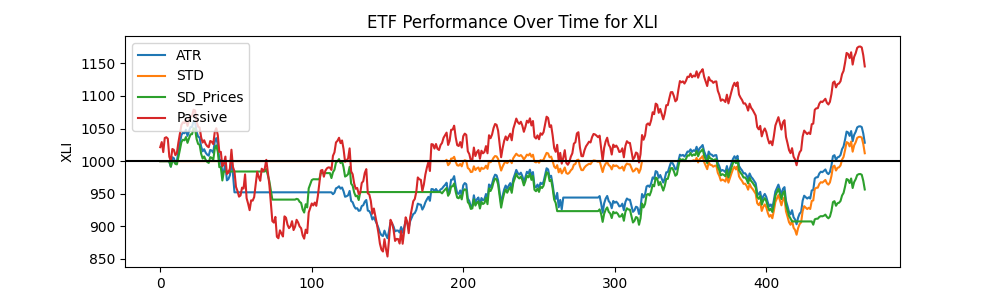 ETF Performance Over Time for XLI
XLI
1150
1100
1050
1000
950
900
850
ATR
STD
SD_Prices
Passive
0
100
200
300
400